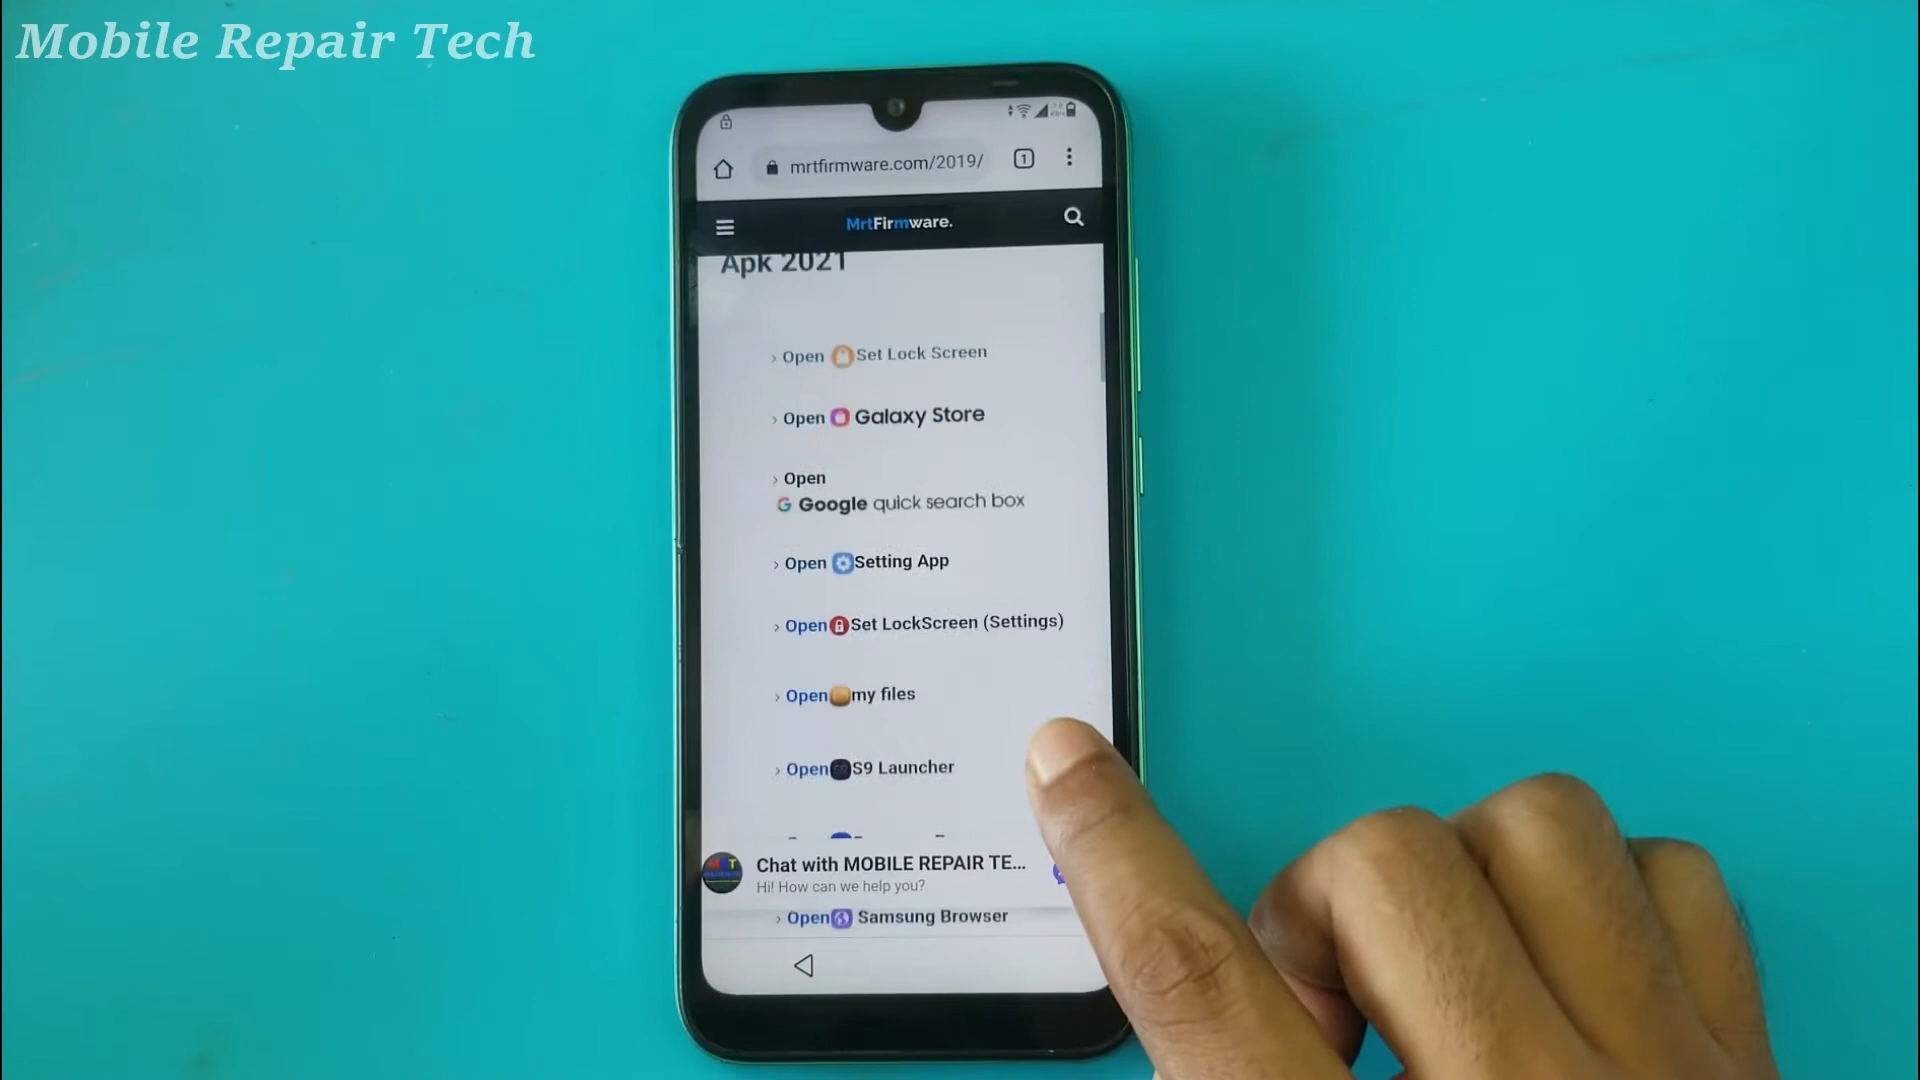 Mobile Repair Tech
mrtfirmware.com/2019/
1
MrtFirmware.
Apk 2021
Open Set Lock Screen
Open Galaxy Store
Open
G Google quick search box
Open Setting App
Open Set LockScreen (Settings)
Open my files
Open S9 Launcher
Chat with MOBILE REPAIR TE...
Hi! How can we help you?
Open Samsung Browser